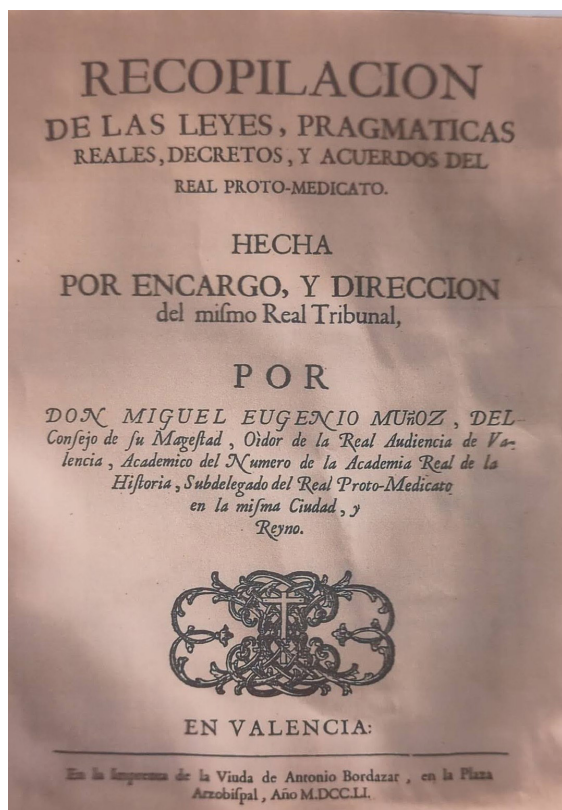 RECOPILACION
DE LAS LEYES, PRAGMATICAS
REALES, DECRETOS, Y ACUERDOS DEL
REAL PROTO-MEDICATO.
HECHA
POR ENCARGO, Y DIRECCION
del miſmo Real Tribunal,
POR
DON MIGUEL EUGENIO MUñOZ, DEL
Conſejo de ſu Mageſtad, Oidor de la Real Audiencia de Va-
lencia, Academico del Numero de la Academia Real de la
Hiſtoria, Subdelegado del Real Proto-Medicato
en la miſma Ciudad, y
Reyno.
EN VALENCIA:
En la Imprenta de la Viuda de Antonio Bordazar, en la Plaza
Arzobiſpal, Año M.DCC.LI.